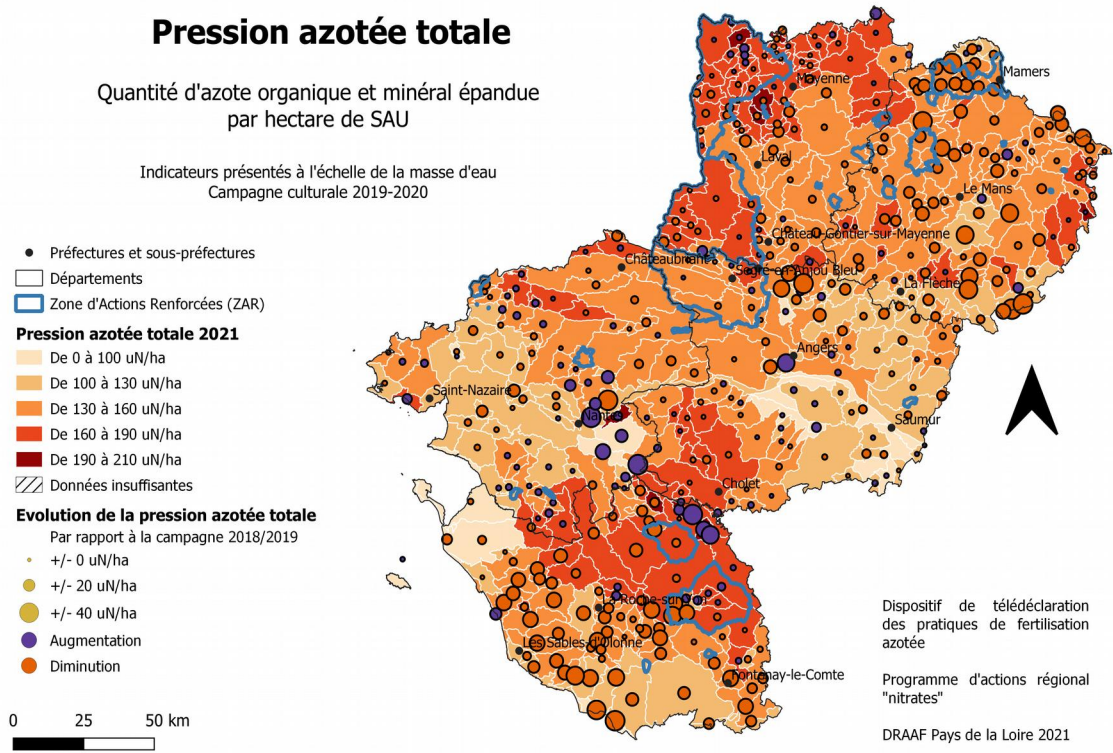 Pression azotée totale
Quantité d'azote organique et minéral épandue
par hectare de SAU
Indicateurs présentés à l'échelle de la masse d'eau
Campagne culturale 2019-2020
Préfectures et sous-préfectures
Départements
Zone d'Actions Renforcées (ZAR)
Pression azotée totale 2021
De 0 à 100 uN/ha
De 100 à 130 uN/ha
De 130 à 160 uN/ha
De 160 à 190 uN/ha
De 190 à 210 uN/ha
Données insuffisantes
Evolution de la pression azotée totale
Par rapport à la campagne 2018/2019
+/- 0 uN/ha
+/- 20 uN/ha
+/- 40 uN/ha
Augmentation
Diminution
0 25 50 km
Mamers
Mayenne
Laval
Le Mans
Château-Gontier-sur-Mayenne
Châteaubriant
Segré-en-Anjou Bleu
La Flèche
Angers
Saint-Nazaire
Nantes
Saumur
Cholet
La Roche-sur-Yon
Les Sables-d'Olonne
Fontenay-le-Comte
Dispositif de télédéclaration
des pratiques de fertilisation
azotée
Programme d'actions régional
"nitrates"
DRAAF Pays de la Loire 2021